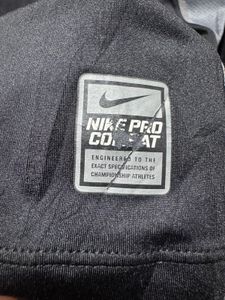 NIKE PRO
COMBAT
ENGINEERED TO THE
EXACT SPECIFICATIONS OF
CHAMPIONSHIP ATHLETES